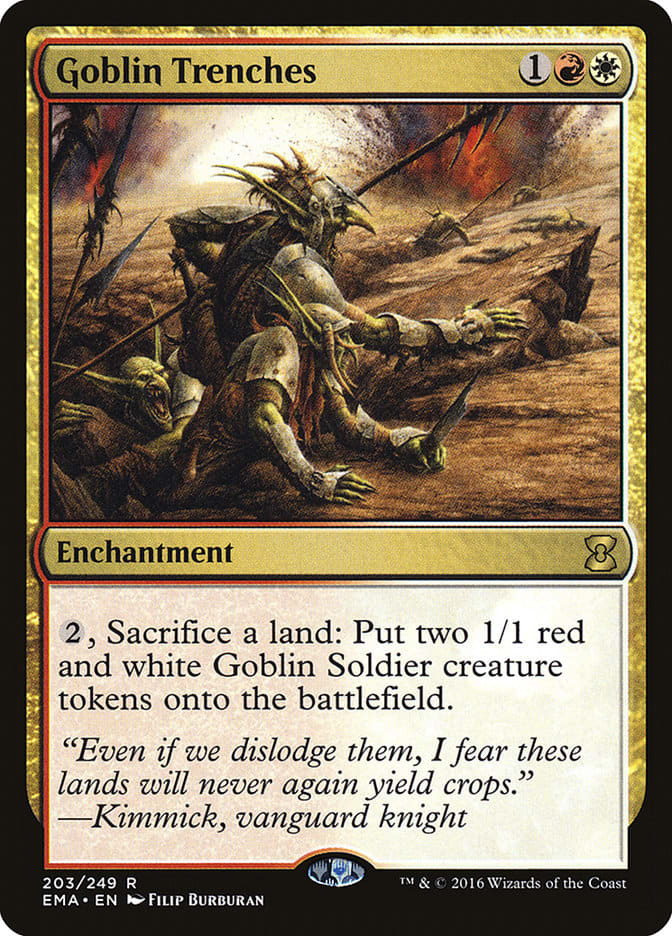 Goblin Trenches 1
Enchantment
2, Sacrifice a land: Put two 1/1 red
and white Goblin Soldier creature
tokens onto the battlefield.
“Even if we dislodge them, I fear these
lands will never again yield crops.”
—Kimmick, vanguard knight
203/249 R
EMA • EN Filip Burburan
™ & © 2016 Wizards of the Coast